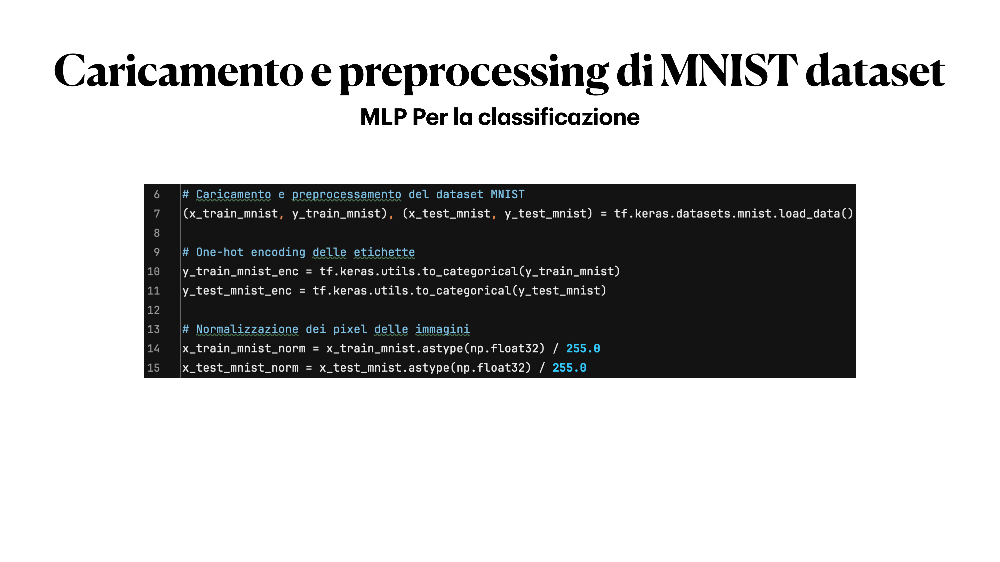 Caricamento e preprocessing di MNIST dataset
MLP Per la classificazione
6 # Caricamento e preprocessamento del dataset MNIST
7 (x_train_mnist, y_train_mnist), (x_test_mnist, y_test_mnist) = tf.keras.datasets.mnist.load_data()
8
9 # One-hot encoding delle etichette
10 y_train_mnist_enc = tf.keras.utils.to_categorical(y_train_mnist)
11 y_test_mnist_enc = tf.keras.utils.to_categorical(y_test_mnist)
12
13 # Normalizzazione dei pixel delle immagini
14 x_train_mnist_norm = x_train_mnist.astype(np.float32) / 255.0
15 x_test_mnist_norm = x_test_mnist.astype(np.float32) / 255.0